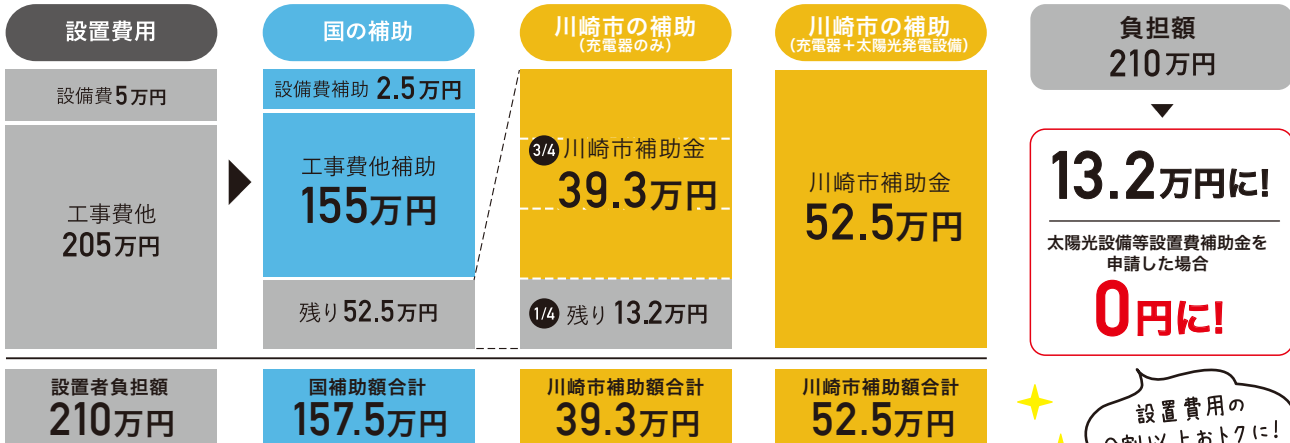 設置費用
設備費5万円
工事費他
205万円
設置者負担額
210万円
国の補助
設備費補助 2.5万円
工事費他補助
155万円
残り52.5万円
国補助額合計
157.5万円
川崎市の補助
(充電器のみ)
3/4 川崎市補助金
39.3万円
1/4 残り 13.2万円
川崎市補助額合計
39.3万円
川崎市の補助
(充電器+太陽光発電設備)
川崎市補助金
52.5万円
川崎市補助額合計
52.5万円
負担額
210万円
13.2万円に!
太陽光設備等設置費補助金を
申請した場合
0円に!
設置費用の
割以上おトクに!